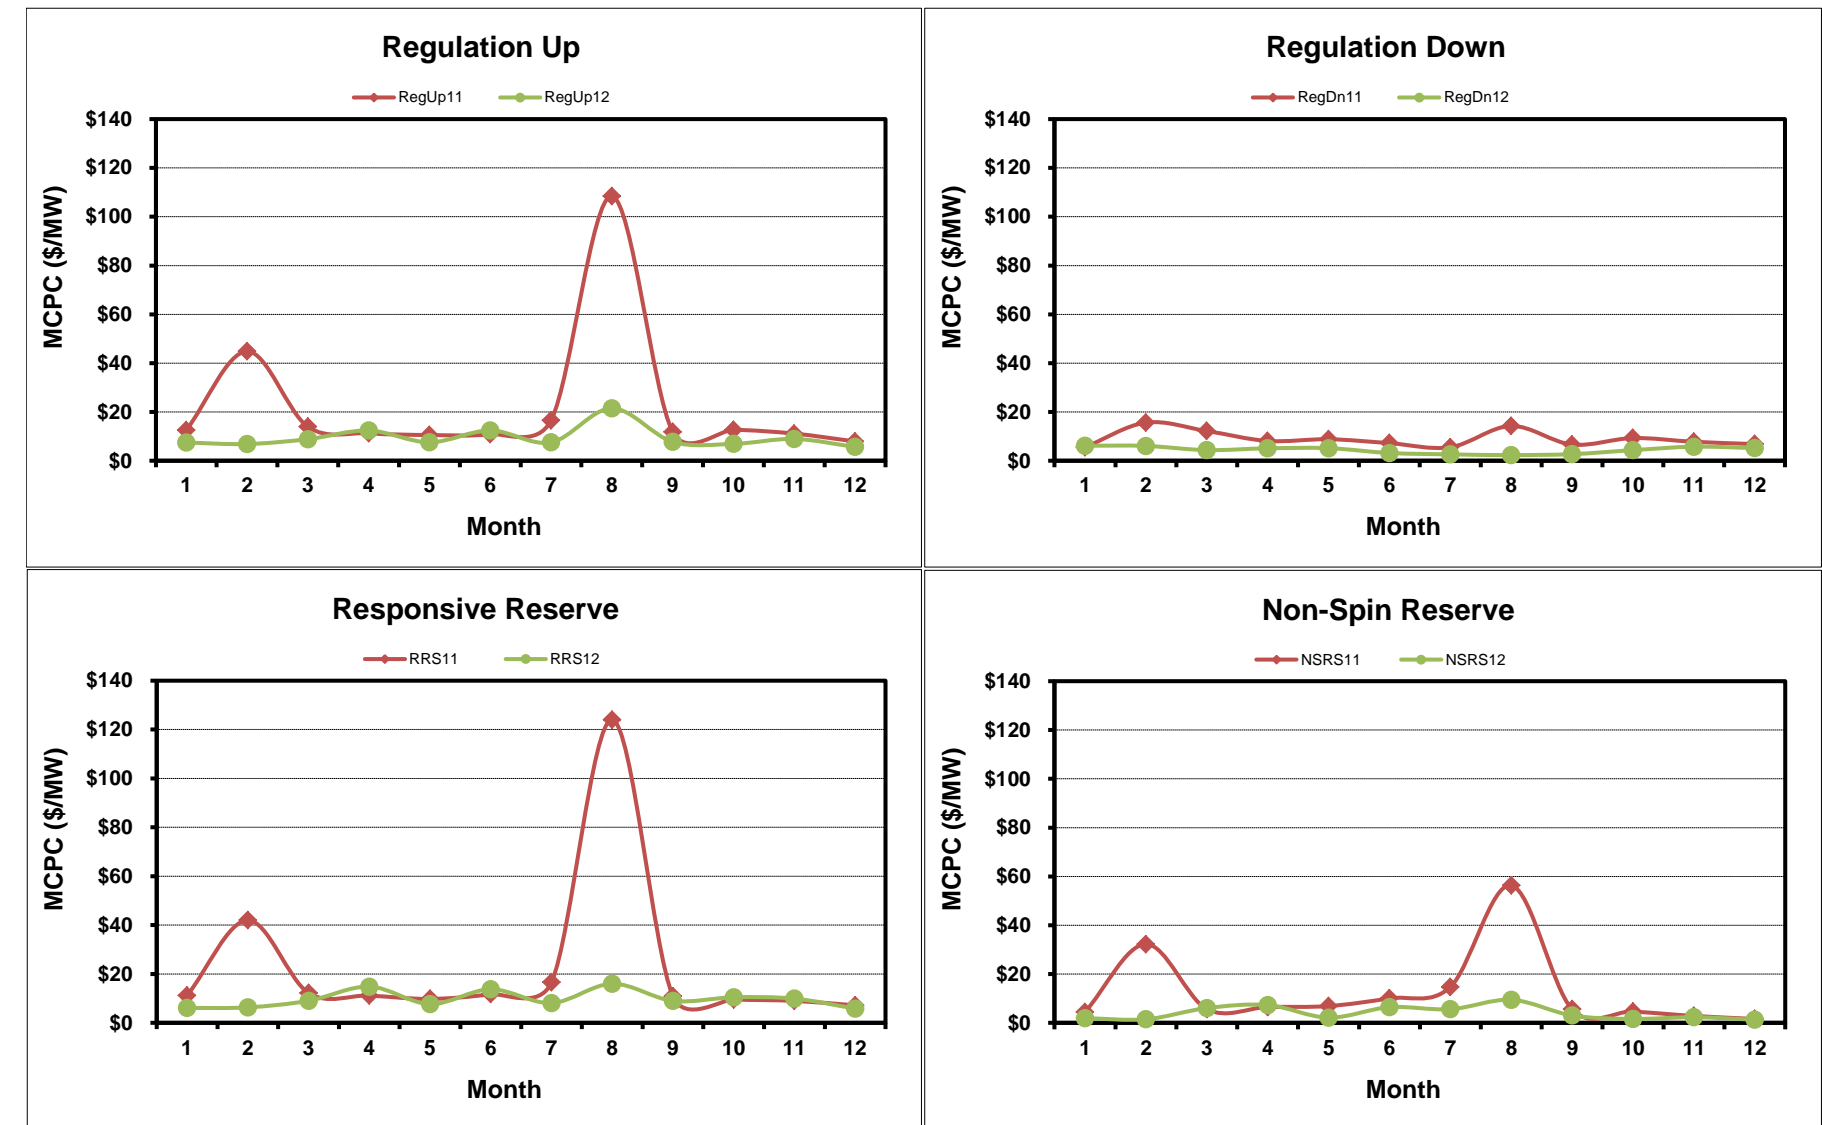 Regulation Up
RegUp11 RegUp12
$140
$120
$100
$80
$60
$40
$20
$0
MCPC ($/MW)
1 2 3 4 5 6 7 8 9 10 11 12
Month
Regulation Down
RegDn11 RegDn12
$140
$120
$100
$80
$60
$40
$20
$0
MCPC ($/MW)
1 2 3 4 5 6 7 8 9 10 11 12
Month
Responsive Reserve
RRS11 RRS12
$140
$120
$100
$80
$60
$40
$20
$0
MCPC ($/MW)
1 2 3 4 5 6 7 8 9 10 11 12
Month
Non-Spin Reserve
NSRS11 NSRS12
$140
$120
$100
$80
$60
$40
$20
$0
MCPC ($/MW)
1 2 3 4 5 6 7 8 9 10 11 12
Month